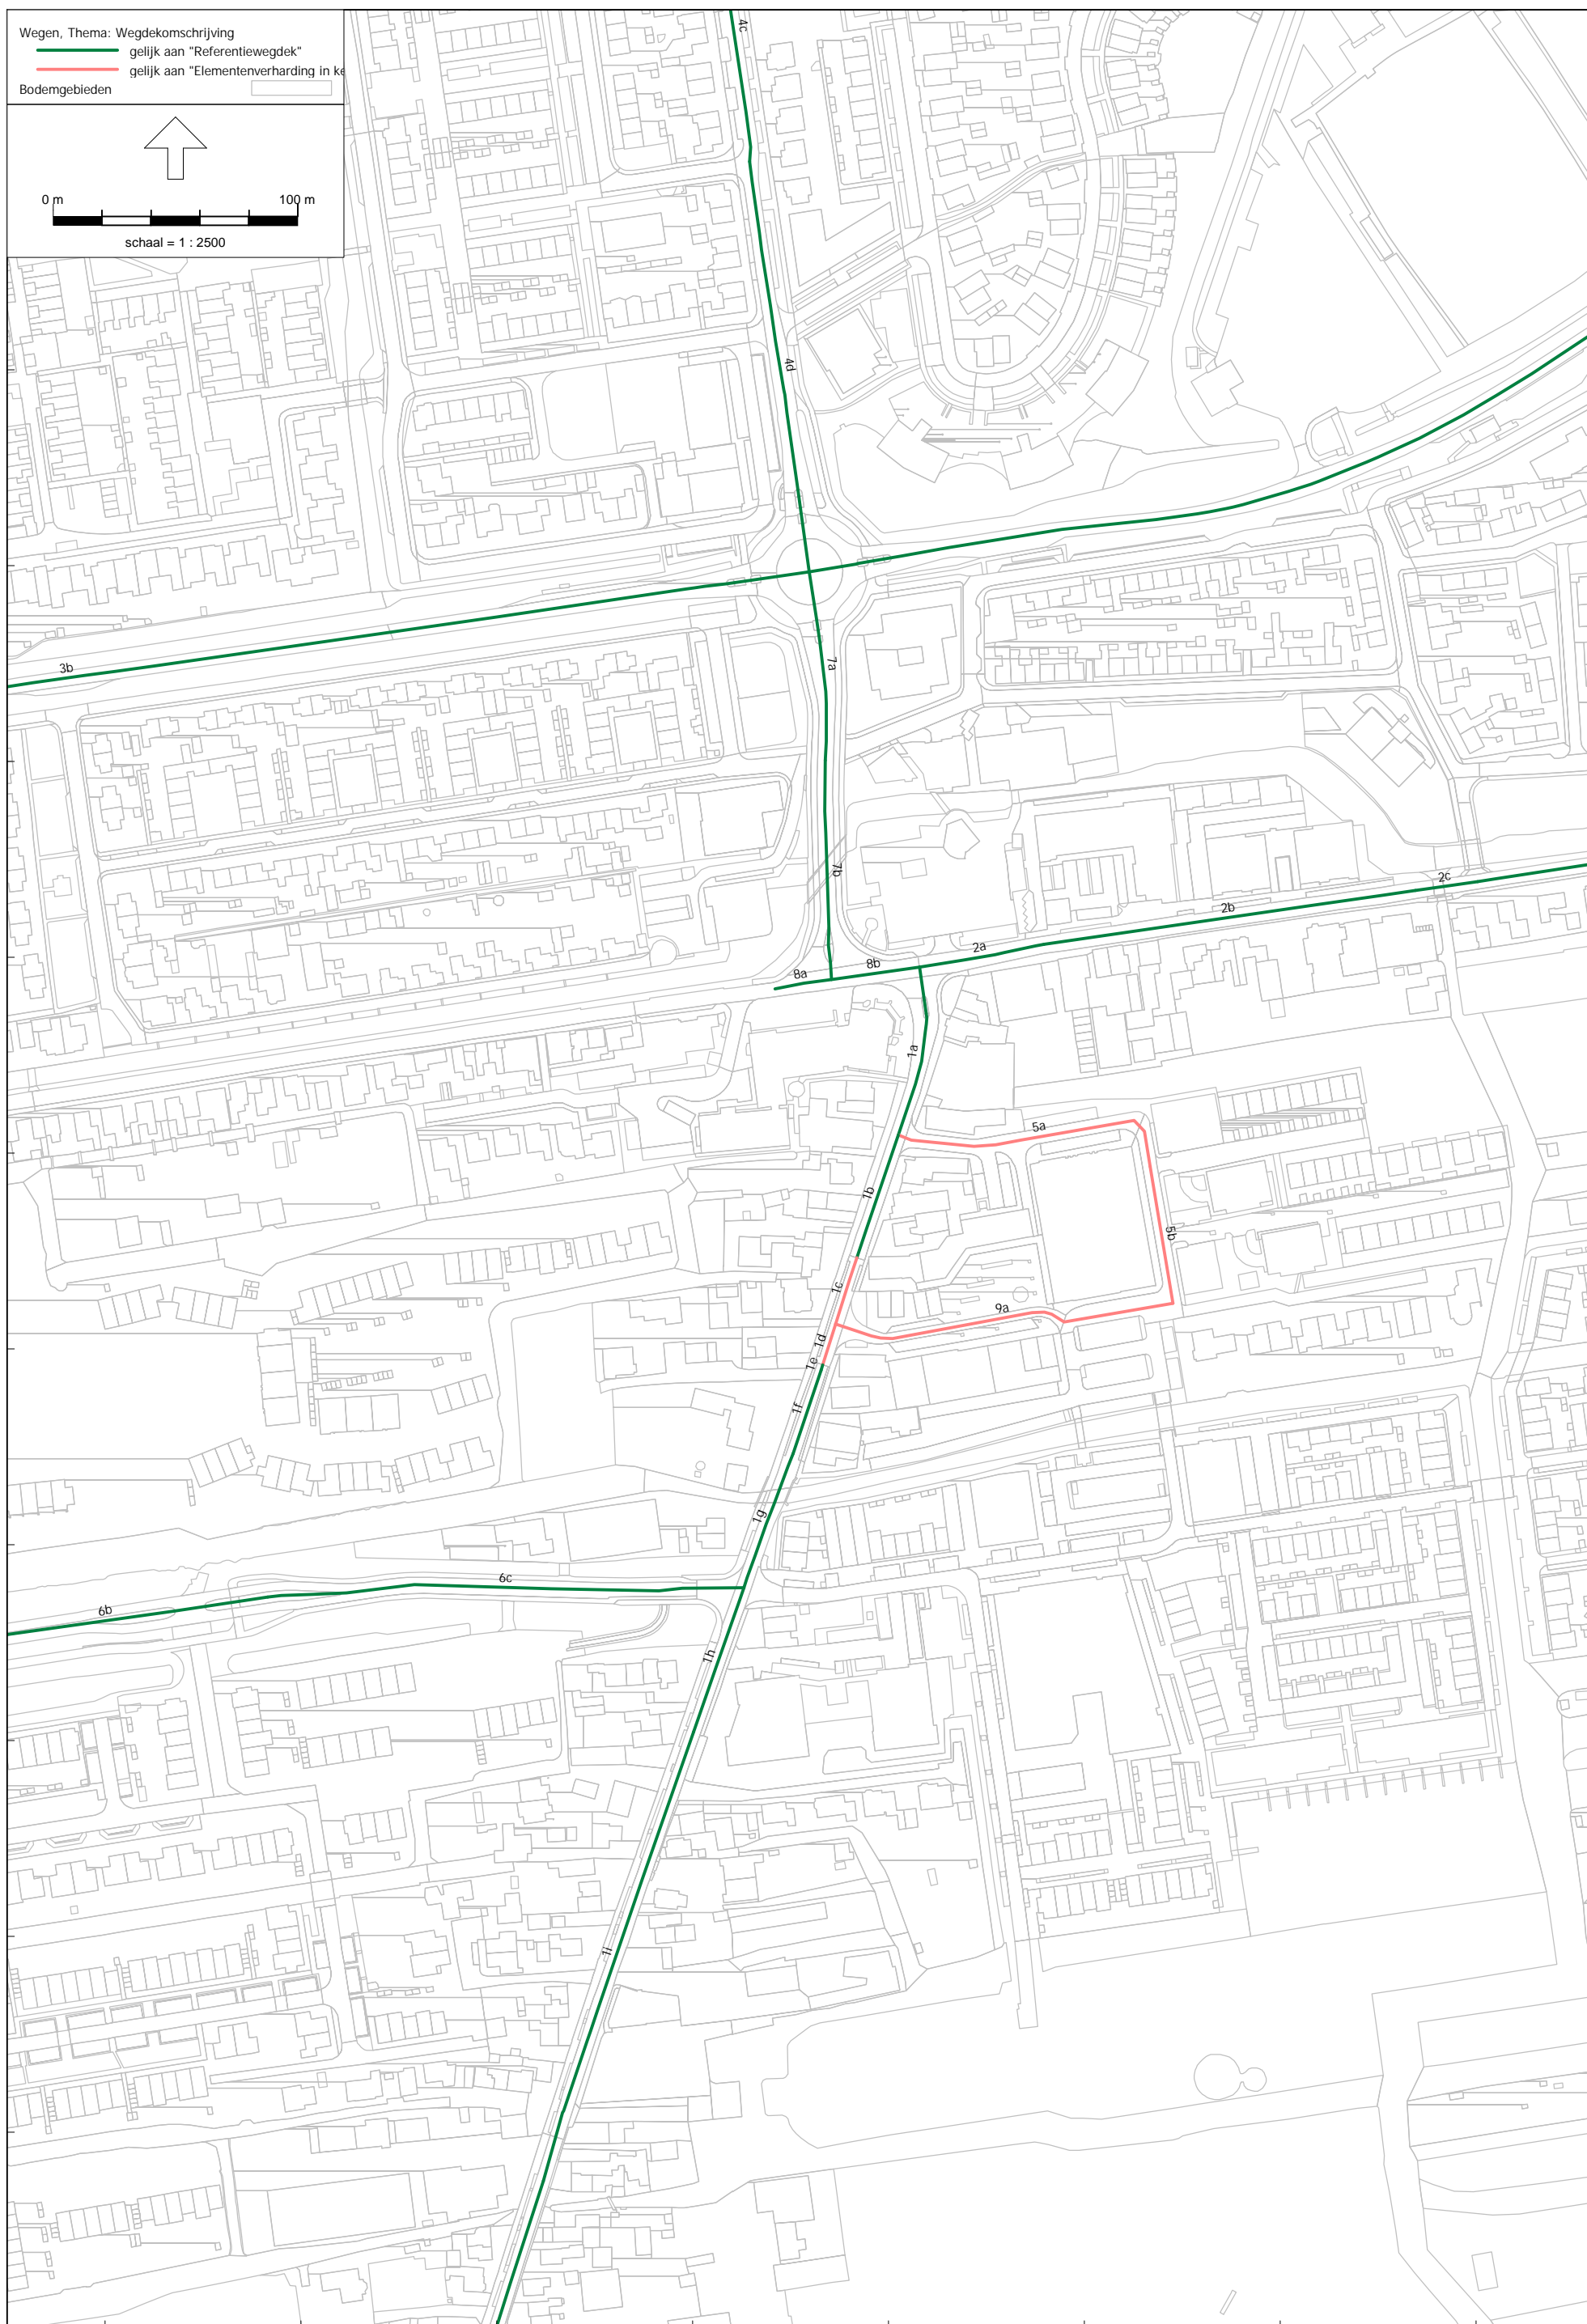 Wegen, Thema: Wegdekomschrijving
gelijk aan "Referentiewegdek"
gelijk aan "Elementenverharding in ke
Bodemgebieden
0 m 100 m
schaal = 1 : 2500
4c
4d
3b
7a
7b
2c
2b
2a
8b
8a
1a
5a
1b
5b
1c
9a
1d
1e
1f
1g
6c
6b
1h
1i